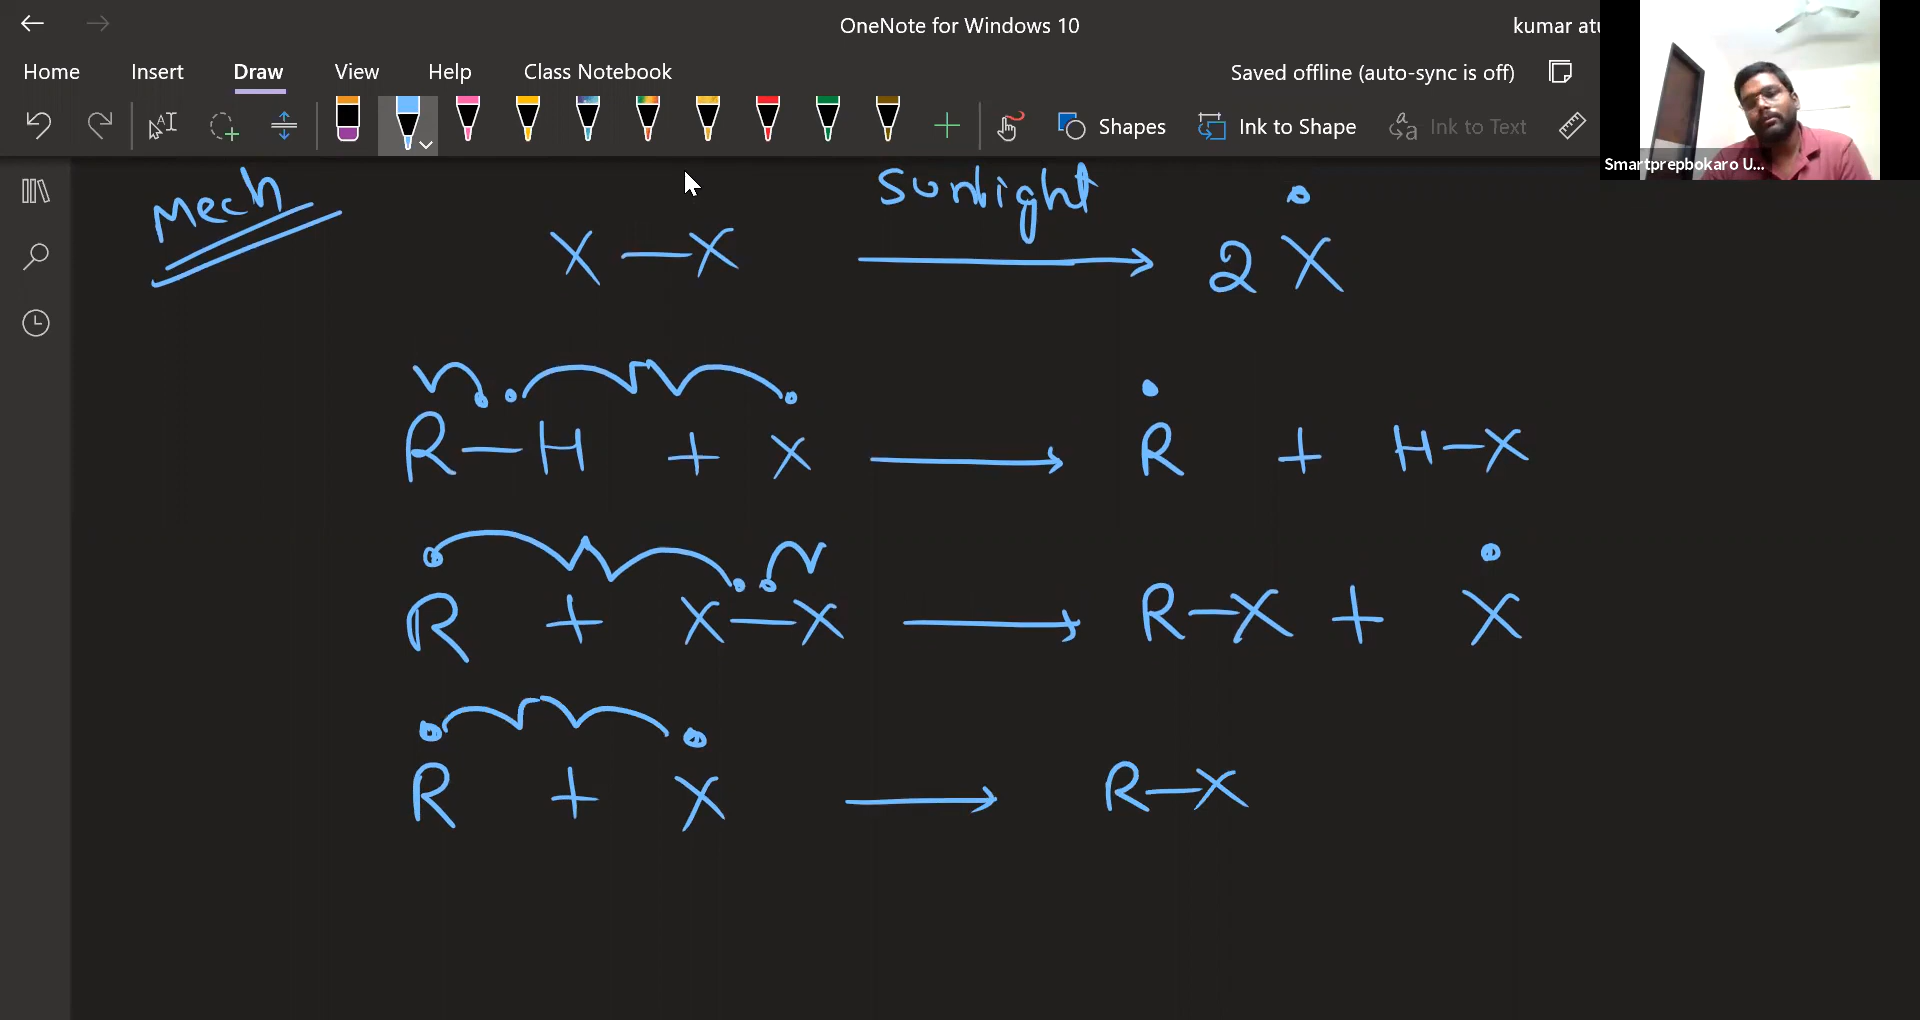 OneNote for Windows 10
kumar atu
Home Insert Draw View Help Class Notebook
Saved offline (auto-sync is off)
Shapes Ink to Shape Ink to Text
Smartprepbokaro U...
Mech
Sunlight
X — X → 2 Ẋ
R — H + x → Ṙ + H — X
R + X — X → R — X + Ẋ
R + X → R — X